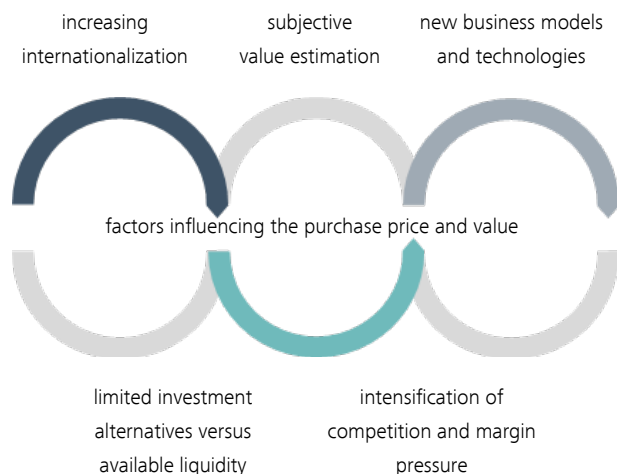 increasing
internationalization
subjective
value estimation
new business models
and technologies
factors influencing the purchase price and value
limited investment
alternatives versus
available liquidity
intensification of
competition and margin
pressure